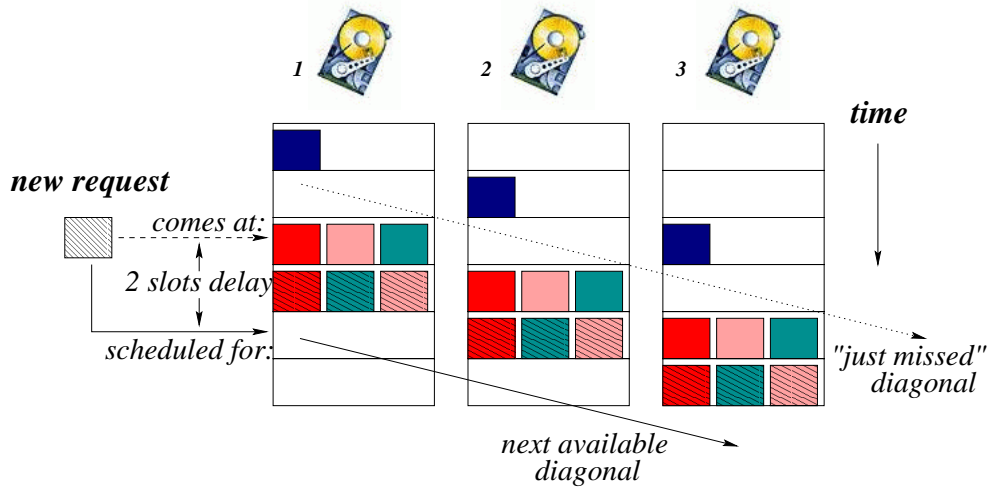 1
2
3
time
new request
comes at:
2 slots delay
scheduled for:
"just missed"
diagonal
next available
diagonal